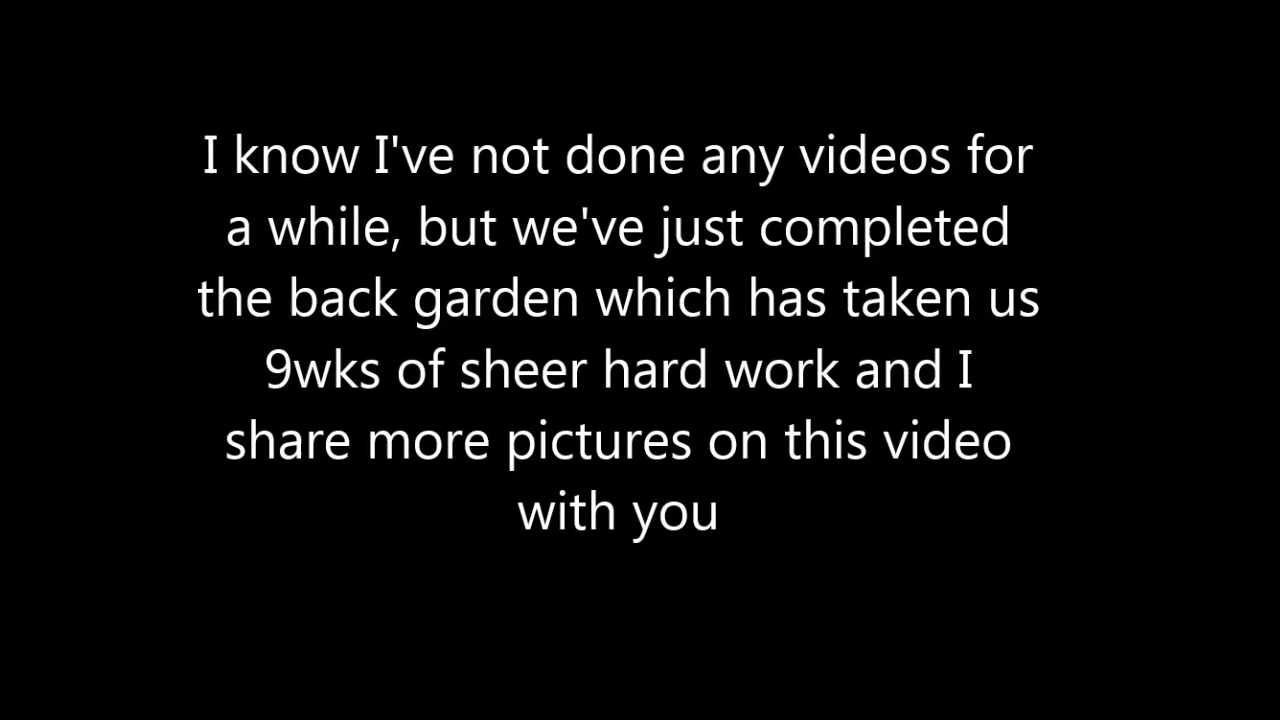 I know I've not done any videos for
a while, but we've just completed
the back garden which has taken us
9wks of sheer hard work and I
share more pictures on this video
with you